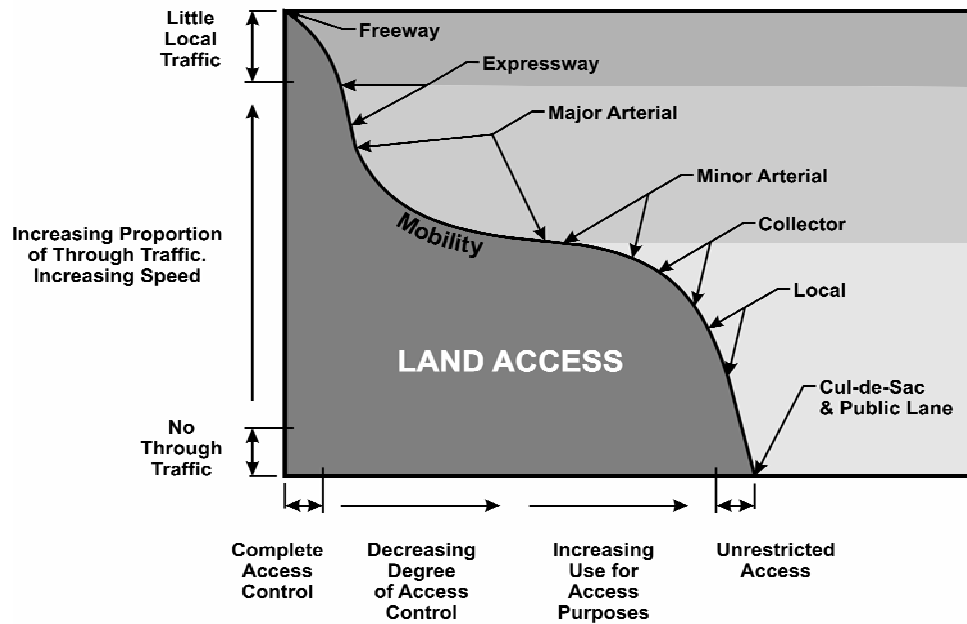 Little
Local
Traffic
Freeway
Expressway
Major Arterial
Minor Arterial
Collector
Local
Increasing Proportion
of Through Traffic.
Increasing Speed
Mobility
LAND ACCESS
Cul-de-Sac
& Public Lane
No
Through
Traffic
Complete
Access
Control
Decreasing
Degree
of Access
Control
Increasing
Use for
Access
Purposes
Unrestricted
Access